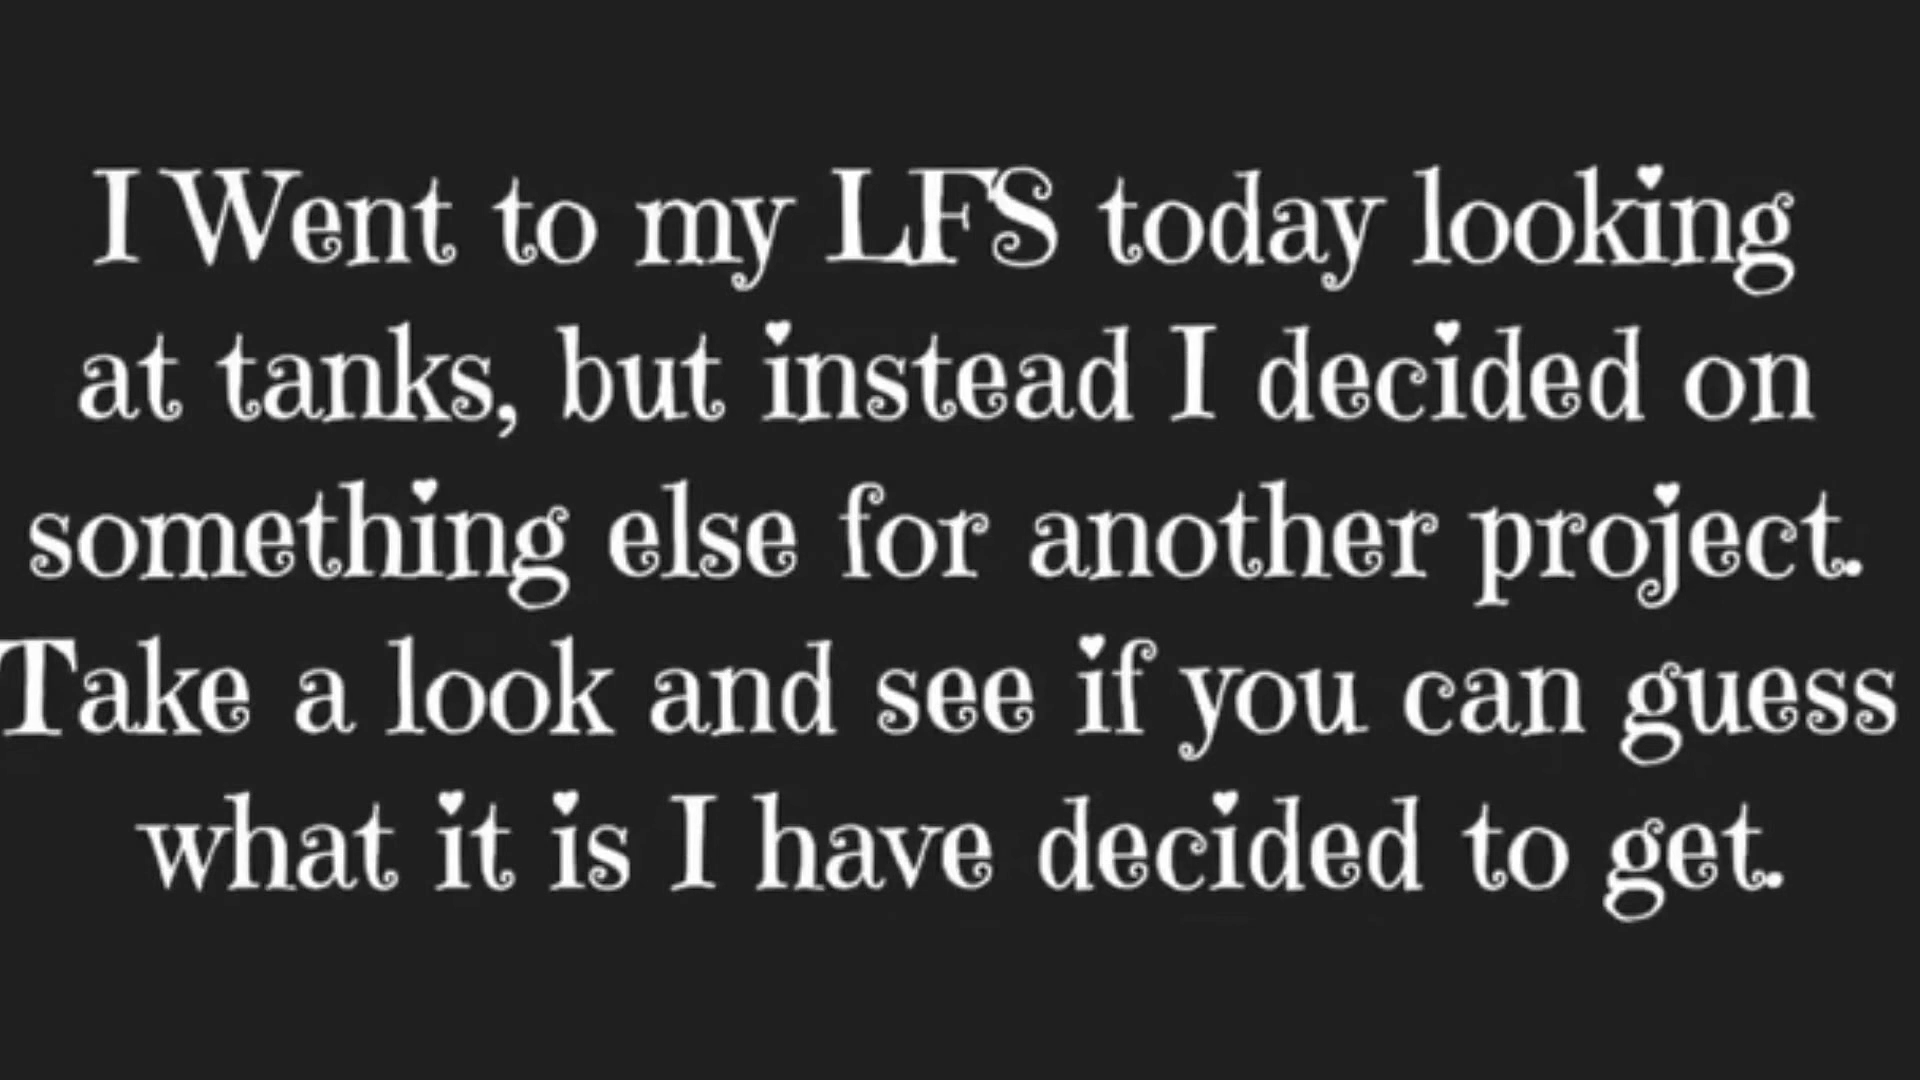 I Went to my LFS today looking
at tanks, but instead I decided on
something else for another project.
Take a look and see if you can guess
what it is I have decided to get.